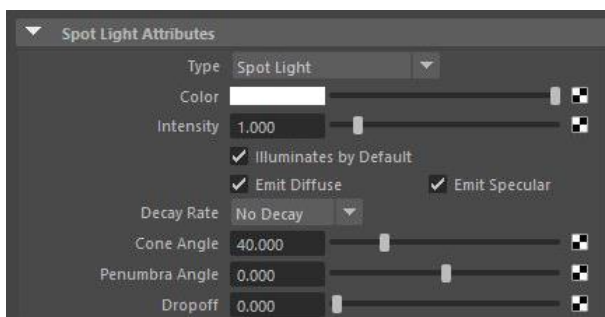 Spot Light Attributes
Type Spot Light
Color
Intensity 1.000
Illuminates by Default
Emit Diffuse Emit Specular
Decay Rate No Decay
Cone Angle 40.000
Penumbra Angle 0.000
Dropoff 0.000